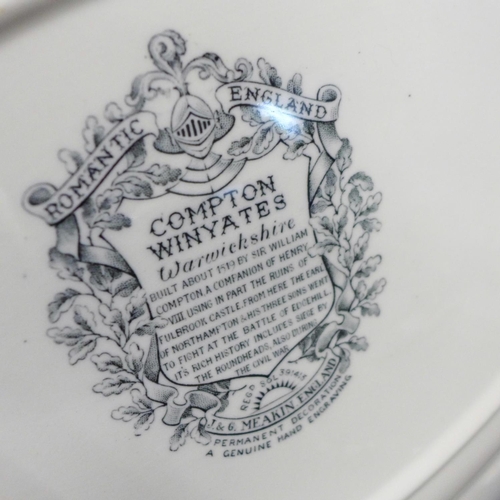 ROMANTIC ENGLAND
COMPTON
WINYATES
Warwickshire
BUILT ABOUT 1519 BY SIR WILLIAM
COMPTON, A COMPANION OF HENRY
VIII USING IN PART THE RUINS OF
FULBROOK CASTLE. FROM HERE THE EARL
OF NORTHAMPTON & HIS THREE SONS WENT
TO FIGHT AT THE BATTLE OF EDGEHILL
IT'S RICH HISTORY INCLUDES SIEGE BY
THE ROUNDHEADS, ALSO DURING
THE CIVIL WAR.
REGD SOL
J. & G. MEAKIN ENGLAND
PERMANENT DECORATION
A GENUINE HAND ENGRAVING